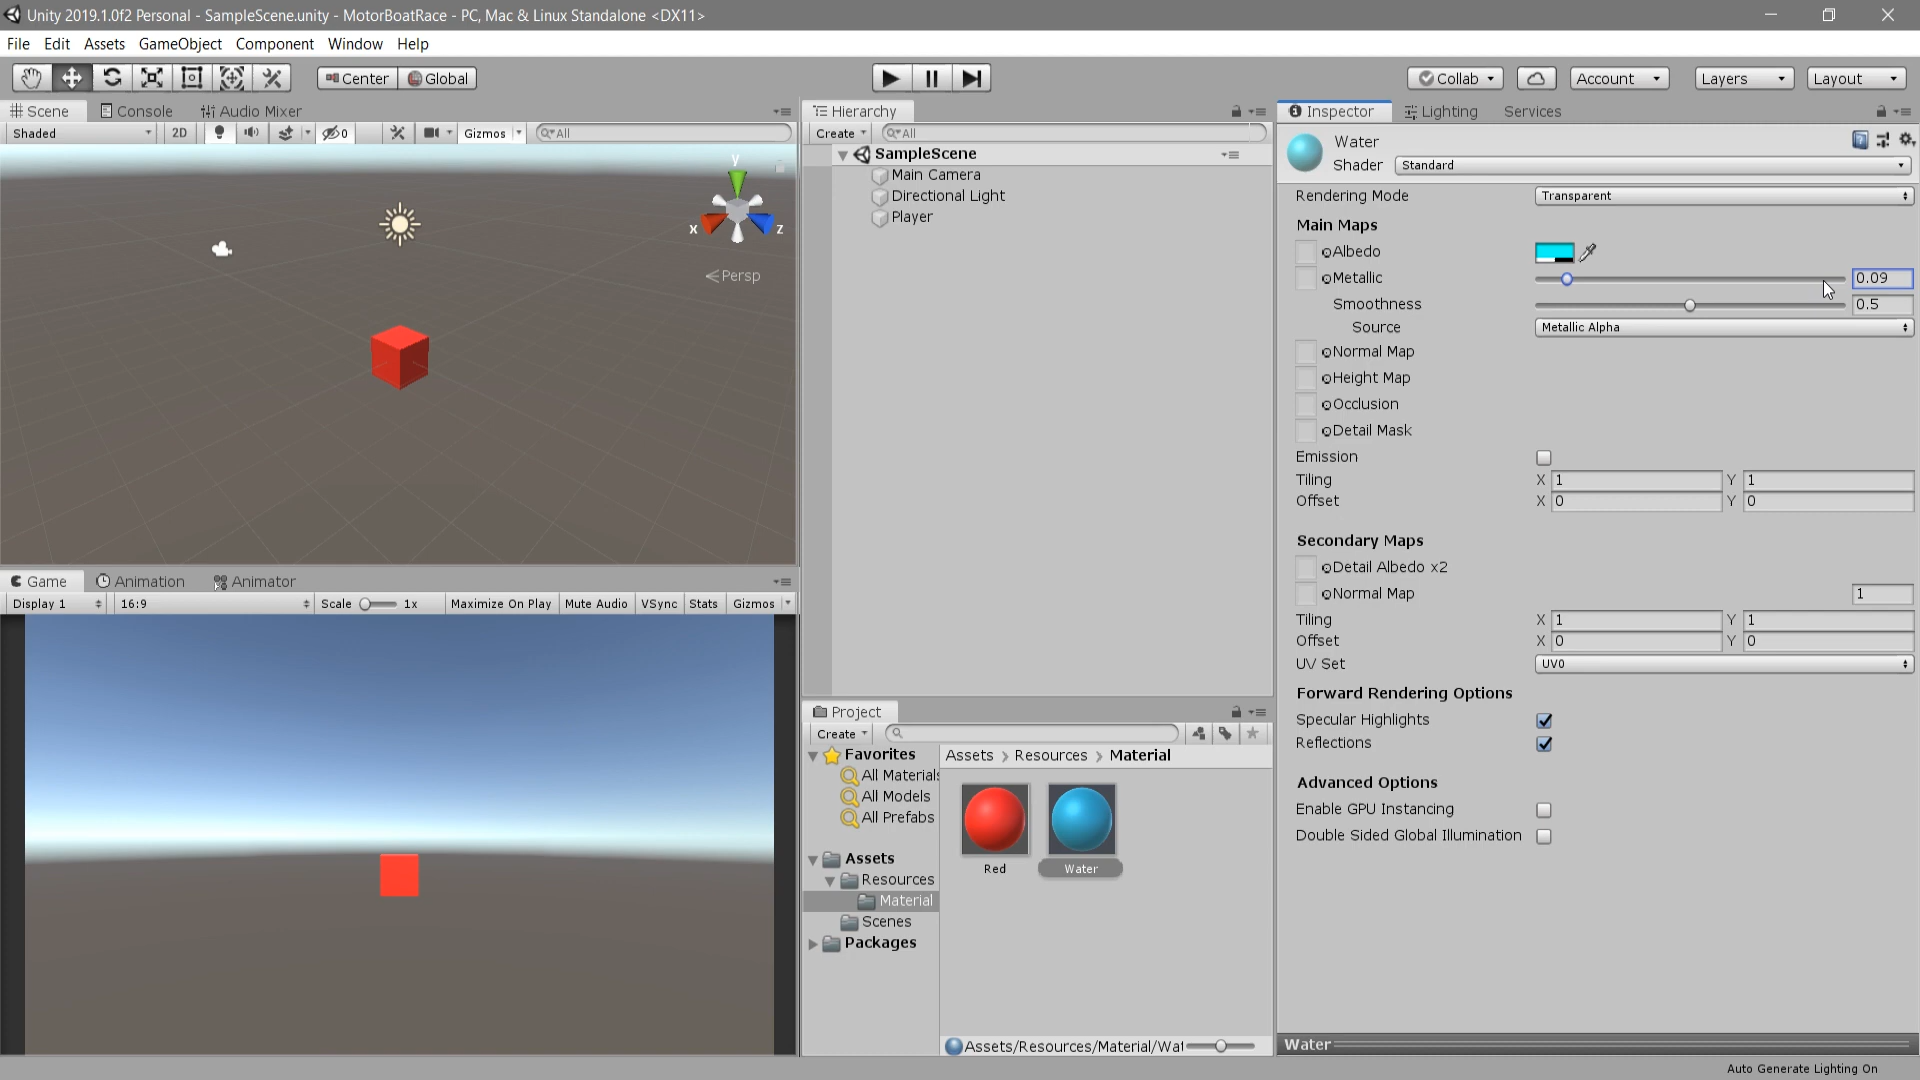 Unity 2019.1.0f2 Personal - SampleScene.unity - MotorBoatRace - PC, Mac & Linux Standalone <DX11>
File Edit Assets GameObject Component Window Help
Center Global Collab Account Layers Layout
Scene Console Audio Mixer
Shaded 2D 0 Gizmos All
y
x z
Persp
Game Animation Animator
Display 1 16:9 Scale 1x Maximize On Play Mute Audio VSync Stats Gizmos
Hierarchy
Create All
SampleScene
Main Camera
Directional Light
Player
Project
Create
Favorites
All Materials
All Models
All Prefabs
Assets
Resources
Material
Scenes
Packages
Assets > Resources > Material
Red Water
Assets/Resources/Material/Wat
Inspector Lighting Services
Water
Shader Standard
Rendering Mode Transparent
Main Maps
Albedo
Metallic 0.09
Smoothness 0.5
Source Metallic Alpha
Normal Map
Height Map
Occlusion
Detail Mask
Emission
Tiling X 1 Y 1
Offset X 0 Y 0
Secondary Maps
Detail Albedo x2
Normal Map 1
Tiling X 1 Y 1
Offset X 0 Y 0
UV Set UV0
Forward Rendering Options
Specular Highlights
Reflections
Advanced Options
Enable GPU Instancing
Double Sided Global Illumination
Water
Auto Generate Lighting On